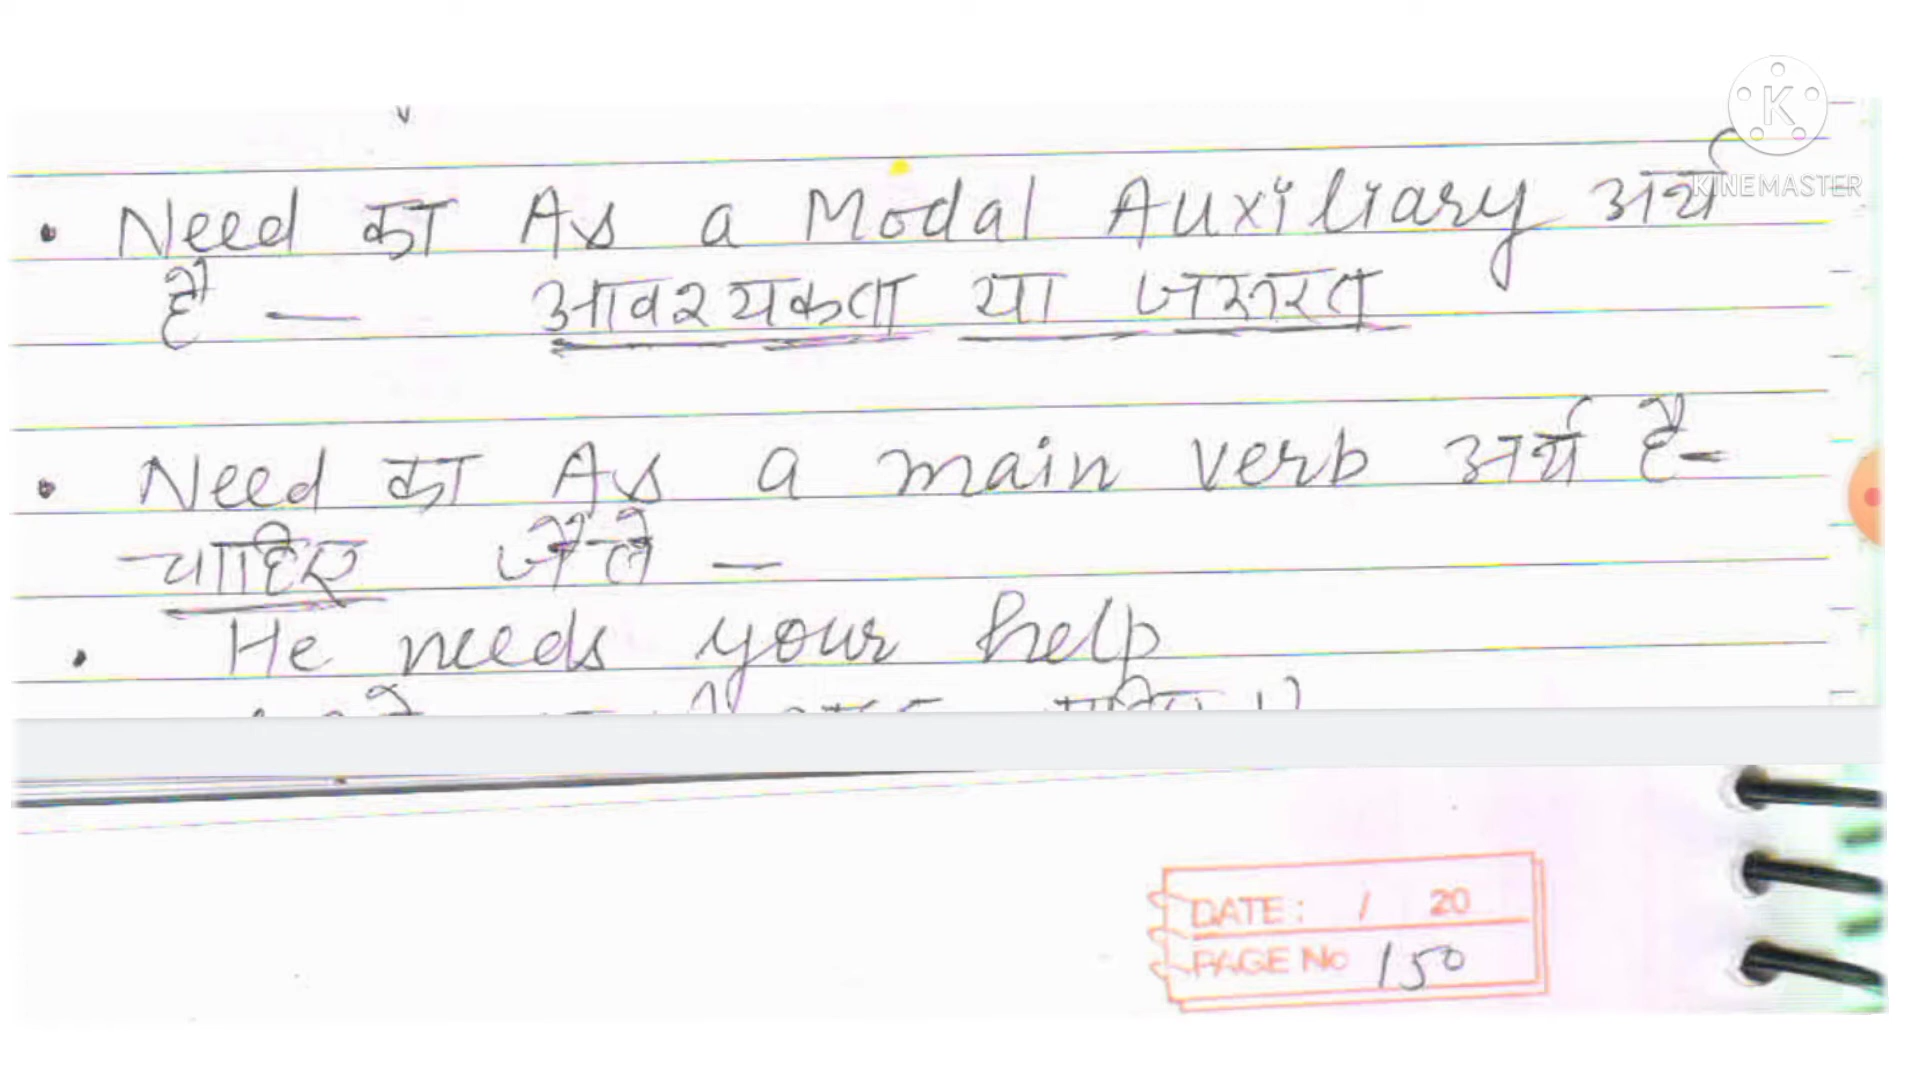 K
KINEMASTER
• Need का As a Modal Auxiliary अर्थ
है — आवश्यकता या जरूरत
• Need का As a main verb अर्थ है-
चाहिए जैसे —
• He needs your help
DATE: / 20
PAGE No 150